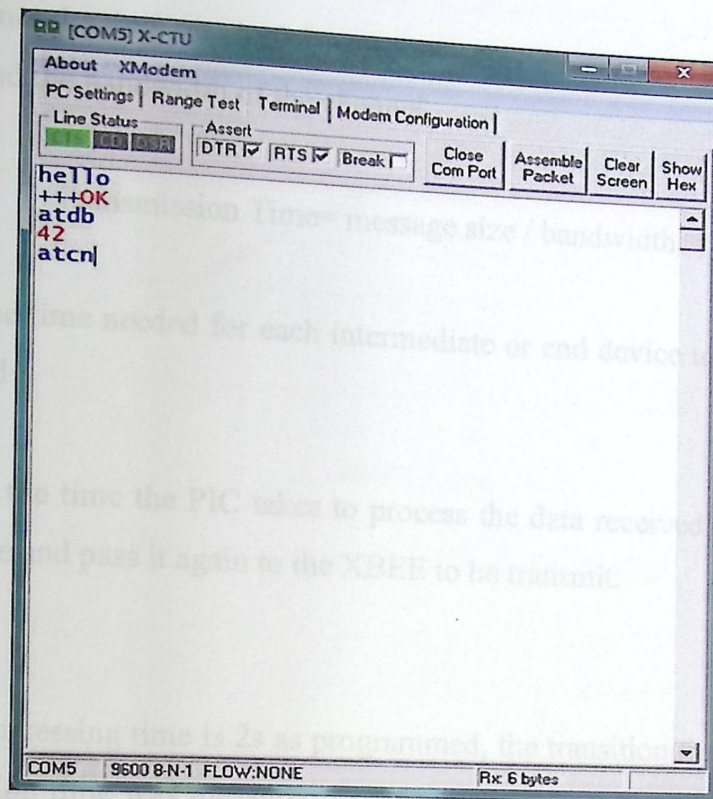 [COM5] X-CTU
About XModem
PC Settings Range Test Terminal Modem Configuration
Line Status
CTS CD DSR
Assert
DTR RTS Break
Close Com Port
Assemble Packet
Clear Screen
Show Hex
hello
+++OK
atdb
42
atcn
Transmission Time= message size / bandwidth
time needed for each intermediate or end device to
the time the PIC takes to process the data received
and pass it again to the XBEE to be transmit.
processing time is 2s as programmed, the transition
COM5 9600 8-N-1 FLOW:NONE Rx: 6 bytes